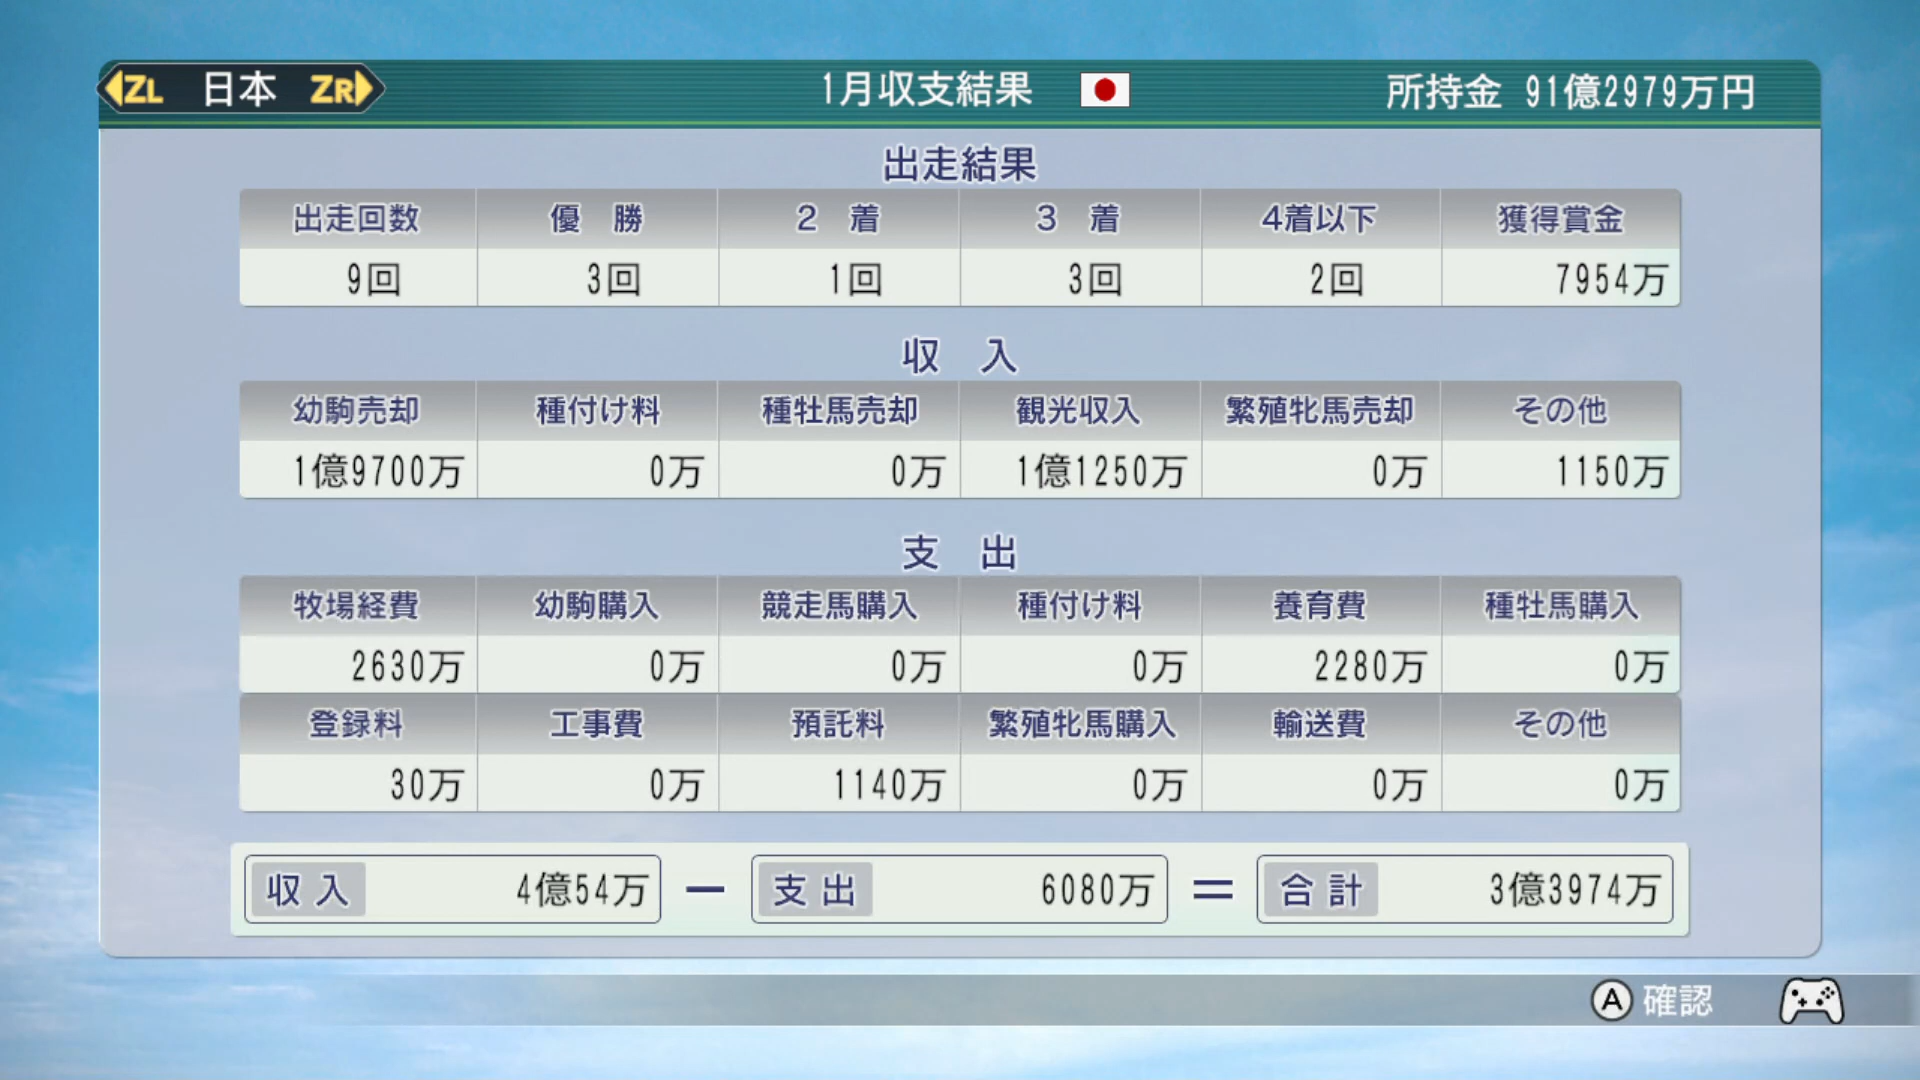 ZL 日本 ZR 1月収支結果 所持金 91億2979万円
出走結果
出走回数 優 勝 2 着 3 着 4着以下 獲得賞金
9回 3回 1回 3回 2回 7954万
収 入
幼駒売却 種付け料 種牡馬売却 観光収入 繁殖牝馬売却 その他
1億9700万 0万 0万 1億1250万 0万 1150万
支 出
牧場経費 幼駒購入 競走馬購入 種付け料 養育費 種牡馬購入
2630万 0万 0万 0万 2280万 0万
登録料 工事費 預託料 繁殖牝馬購入 輸送費 その他
30万 0万 1140万 0万 0万 0万
収 入 4億54万 － 支 出 6080万 ＝ 合 計 3億3974万
A 確認